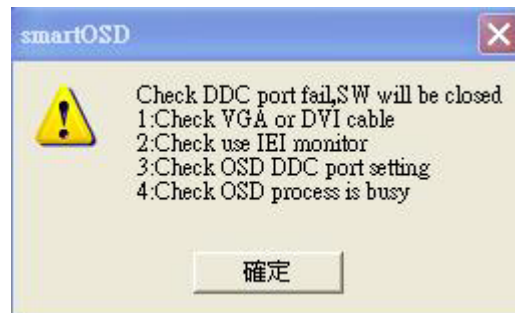 smartOSD
Check DDC port fail,SW will be closed
1:Check VGA or DVI cable
2:Check use IEI monitor
3:Check OSD DDC port setting
4:Check OSD process is busy
確定